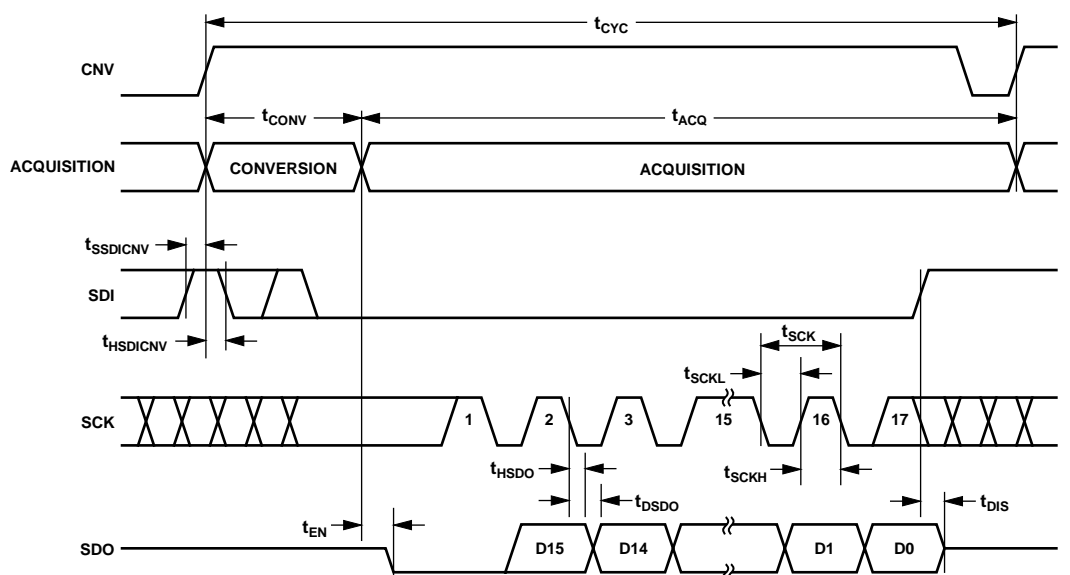 tCYC
CNV
tCONV
tACQ
ACQUISITION
CONVERSION
ACQUISITION
tSSDICNV
SDI
tHSDICNV
tSCK
tSCKL
SCK
1
2
3
15
16
17
tHSDO
tSCKH
tDSDO
tDIS
tEN
SDO
D15
D14
D1
D0